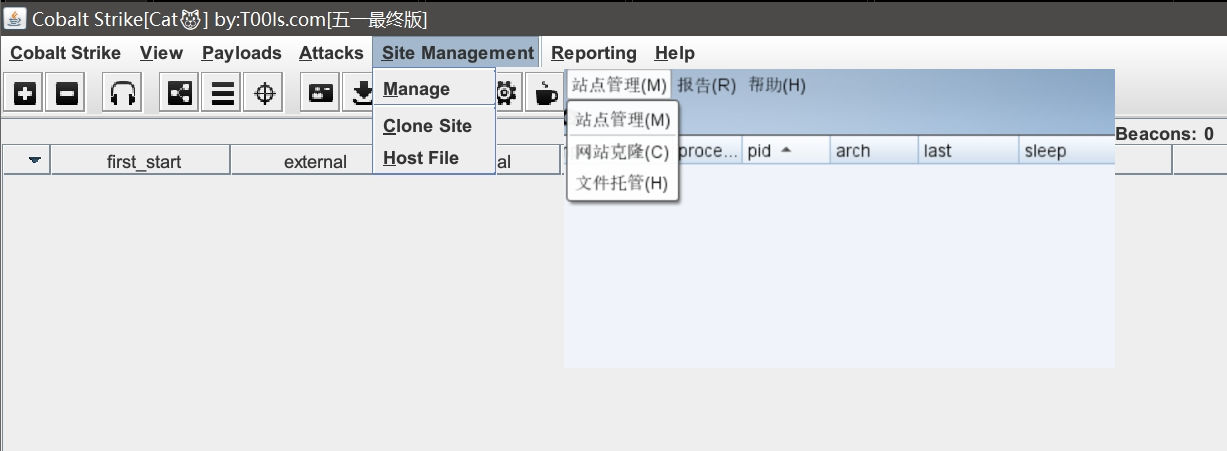 Cobalt Strike[Cat🐱] by:T00ls.com[五一最终版]
Cobalt Strike View Payloads Attacks Site Management Reporting Help
Manage
Clone Site
Host File
站点管理(M) 报告(R) 帮助(H)
站点管理(M)
网站克隆(C)
文件托管(H)
Beacons: 0
first_start external al proce... pid arch last sleep